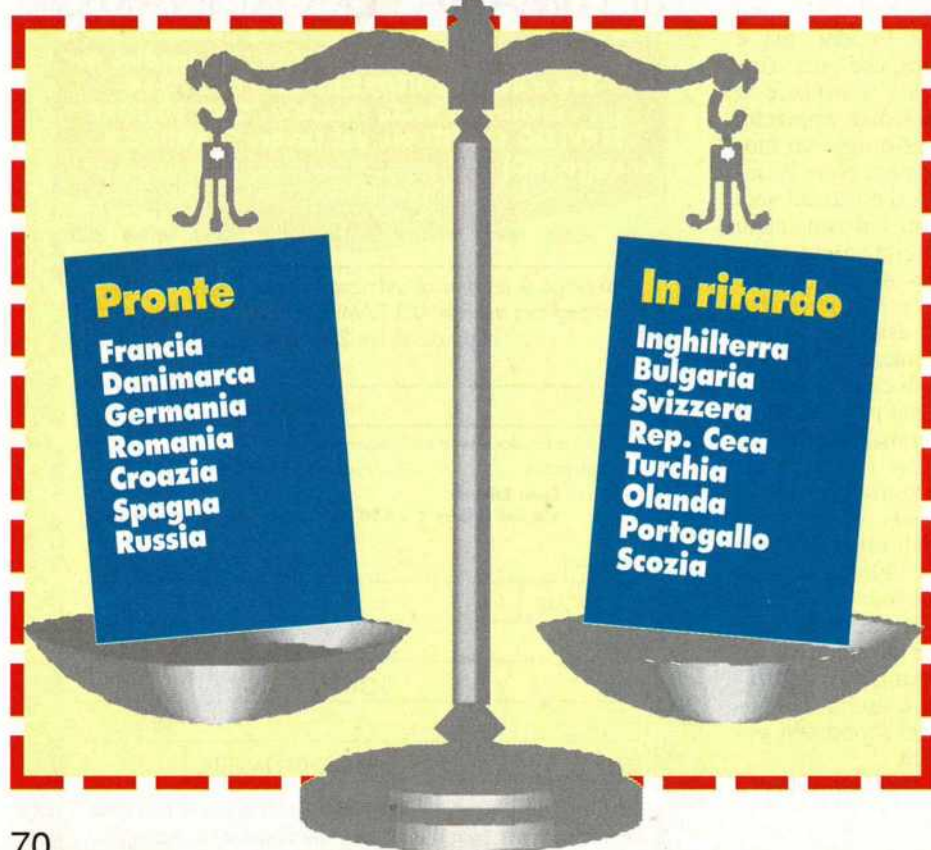 Pronte
Francia
Danimarca
Germania
Romania
Croazia
Spagna
Russia
In ritardo
Inghilterra
Bulgaria
Svizzera
Rep. Ceca
Turchia
Olanda
Portogallo
Scozia
70